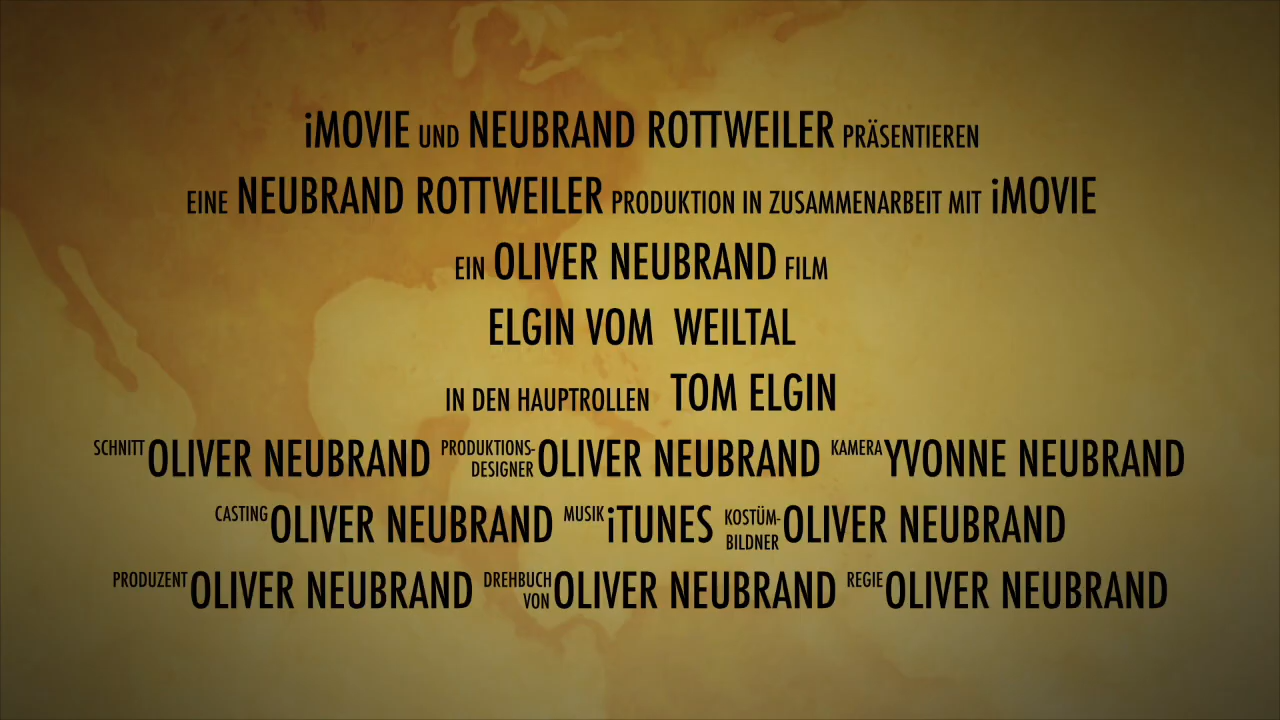 iMOVIE UND NEUBRAND ROTTWEILER PRÄSENTIEREN
EINE NEUBRAND ROTTWEILER PRODUKTION IN ZUSAMMENARBEIT MIT iMOVIE
EIN OLIVER NEUBRAND FILM
ELGIN VOM WEILTAL
IN DEN HAUPTROLLEN TOM ELGIN
SCHNITT OLIVER NEUBRAND PRODUKTIONS-DESIGNER OLIVER NEUBRAND KAMERA YVONNE NEUBRAND
CASTING OLIVER NEUBRAND MUSIK iTUNES KOSTÜM-BILDNER OLIVER NEUBRAND
PRODUZENT OLIVER NEUBRAND DREHBUCH VON OLIVER NEUBRAND REGIE OLIVER NEUBRAND